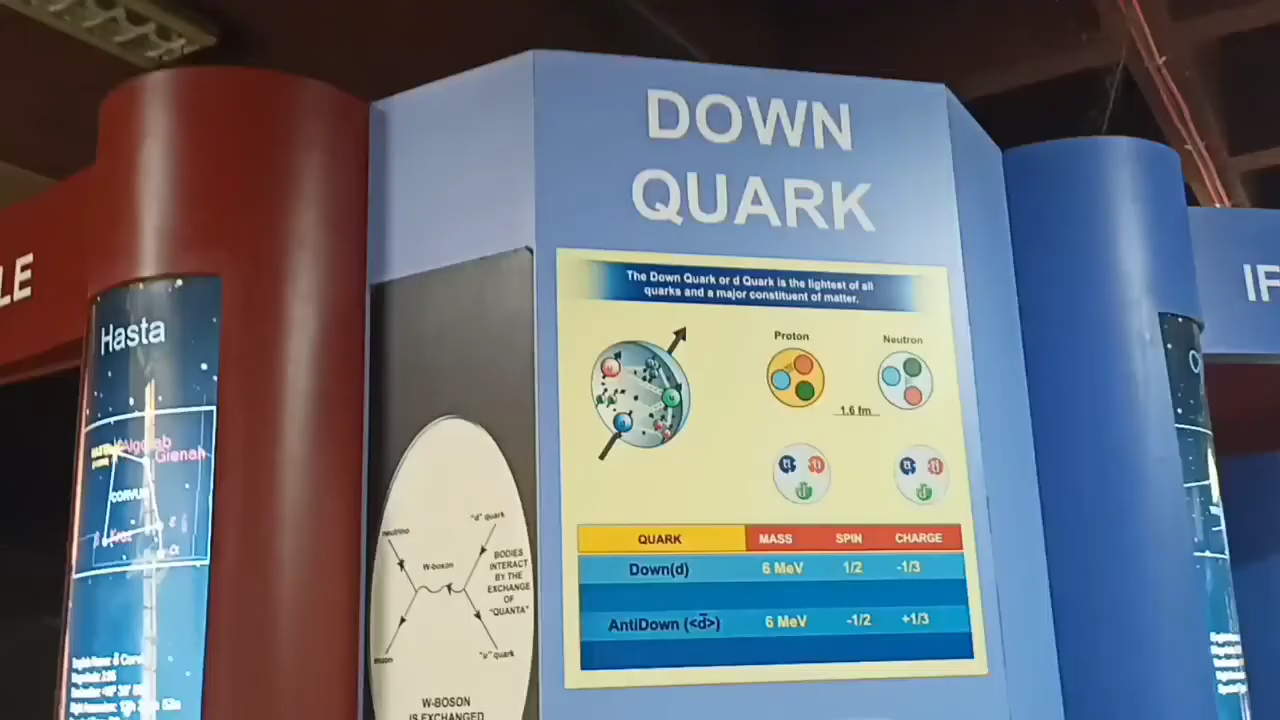 LE
Hasta
Algorab
Gienah
CORVUS
DOWN
QUARK
The Down Quark or d Quark is the lightest of all
quarks and a major constituent of matter.
Proton
Neutron
1.6 fm
QUARK MASS SPIN CHARGE
Down(d) 6 MeV 1/2 -1/3
AntiDown (<d̅>) 6 MeV -1/2 +1/3
neutrino
"d" quark
W-boson
BODIES
INTERACT
BY THE
EXCHANGE
OF
"QUANTA"
muon
"u" quark
W-BOSON
IS EXCHANGED
IF